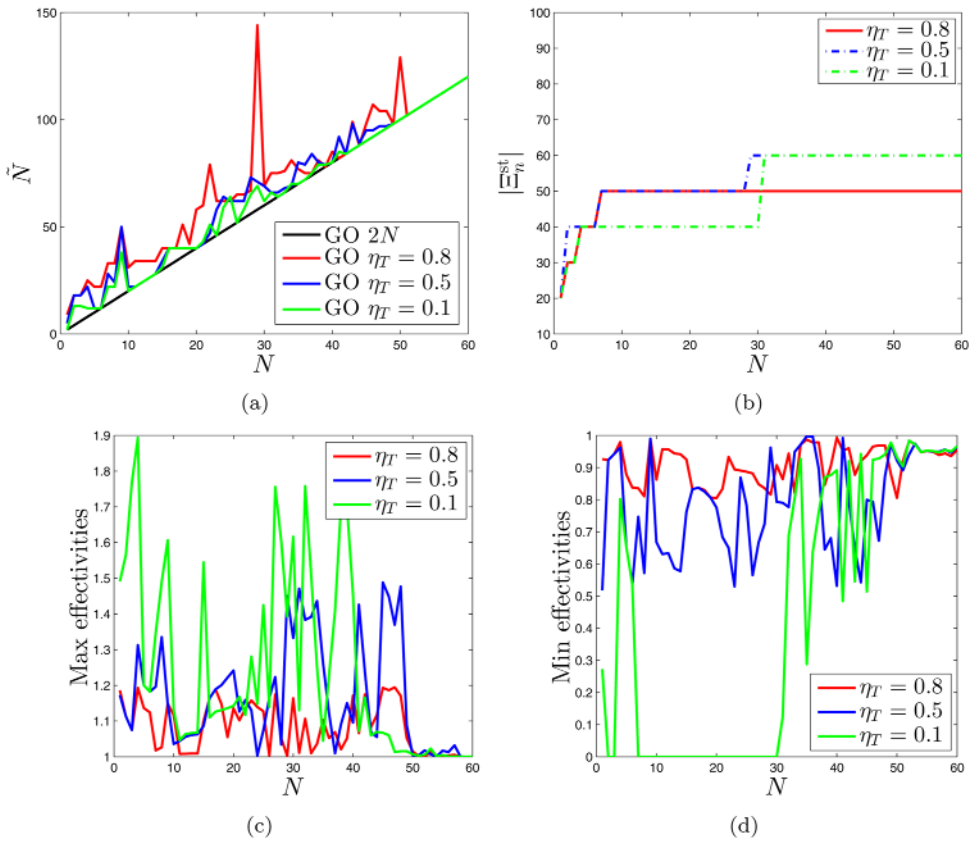 150
100
50
0
Ñ
0 10 20 30 40 50 60
N
GO 2N
GO η_T = 0.8
GO η_T = 0.5
GO η_T = 0.1
(a)
100
90
80
70
60
50
40
30
20
10
|Ξ_n^st|
0 10 20 30 40 50 60
N
η_T = 0.8
η_T = 0.5
η_T = 0.1
(b)
1.9
1.8
1.7
1.6
1.5
1.4
1.3
1.2
1.1
1
Max effectivities
0 10 20 30 40 50 60
N
η_T = 0.8
η_T = 0.5
η_T = 0.1
(c)
1
0.9
0.8
0.7
0.6
0.5
0.4
0.3
0.2
0.1
0
Min effectivities
0 10 20 30 40 50 60
N
η_T = 0.8
η_T = 0.5
η_T = 0.1
(d)